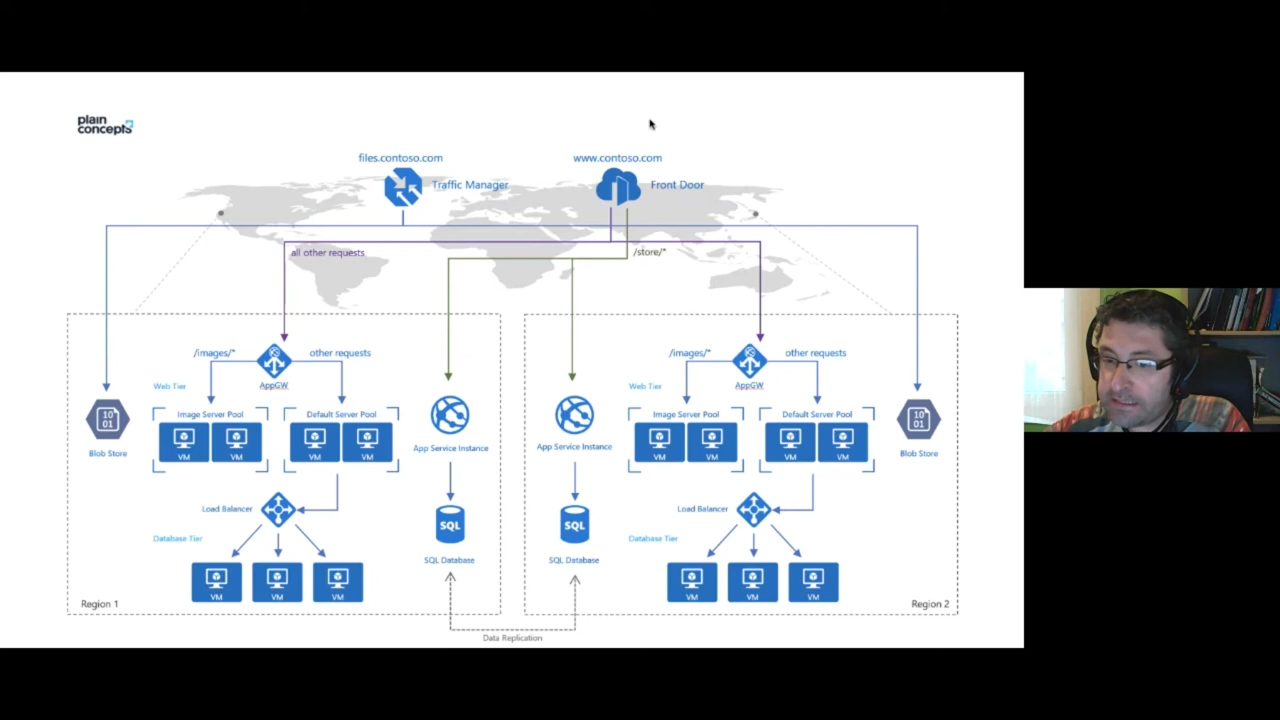 plain
concepts
files.contoso.com
www.contoso.com
Traffic Manager
Front Door
all other requests
/store/*
/images/*
other requests
/images/*
other requests
AppGW
AppGW
Web Tier
Web Tier
Image Server Pool
Default Server Pool
Image Server Pool
Default Server Pool
10
01
10
01
VM
VM
VM
VM
VM
VM
VM
VM
Blob Store
App Service Instance
App Service Instance
Blob Store
Load Balancer
Load Balancer
SQL
SQL
Database Tier
Database Tier
SQL Database
SQL Database
VM
VM
VM
VM
VM
VM
Region 1
Region 2
Data Replication